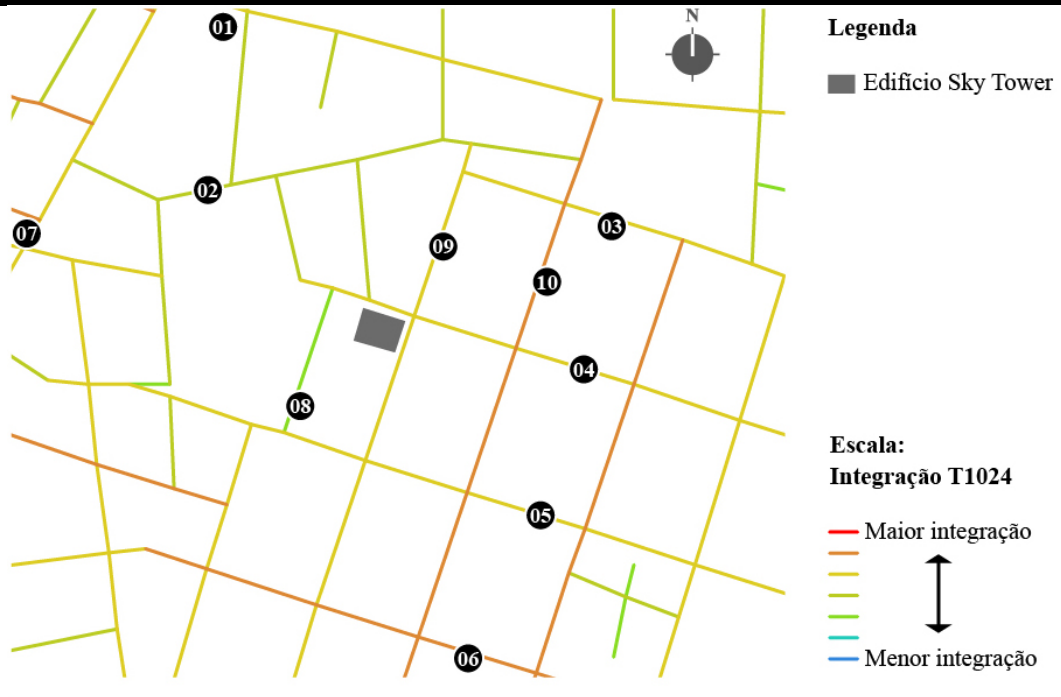 01
N
02
03
07
09
10
04
08
05
06
Legenda
Edifício Sky Tower
Escala:
Integração T1024
Maior integração
Menor integração